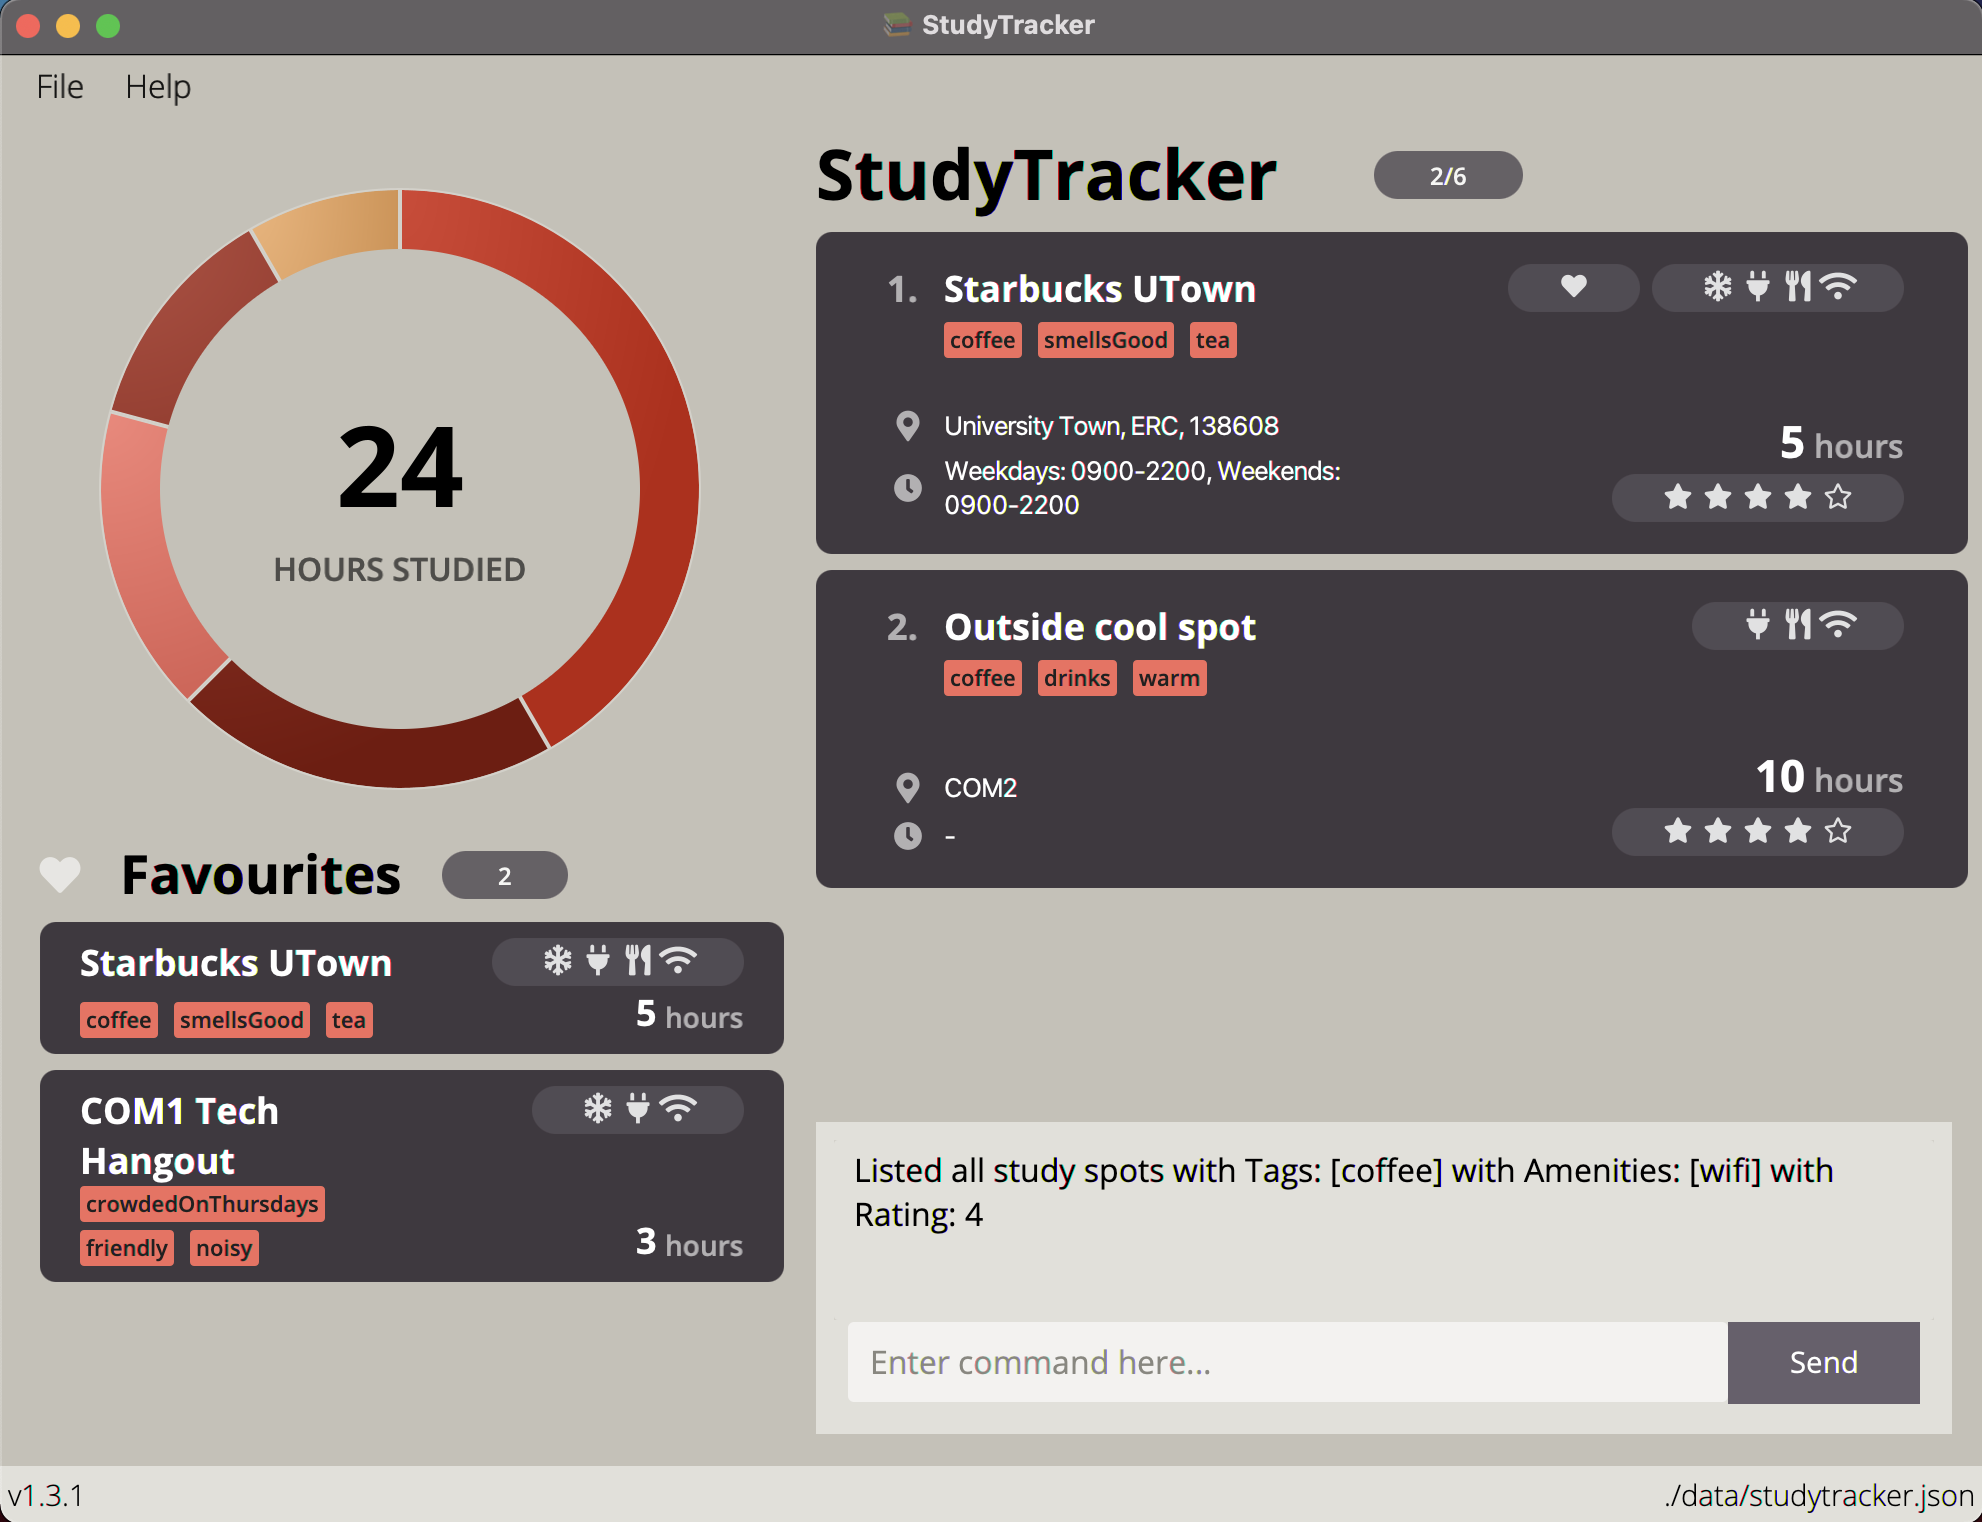 StudyTracker
File Help
24
HOURS STUDIED
Favourites 2
Starbucks UTown
coffee smellsGood tea
5 hours
COM1 Tech
Hangout
crowdedOnThursdays
friendly noisy
3 hours
StudyTracker 2/6
1. Starbucks UTown
coffee smellsGood tea
University Town, ERC, 138608
Weekdays: 0900-2200, Weekends:
0900-2200
5 hours
2. Outside cool spot
coffee drinks warm
COM2
-
10 hours
Listed all study spots with Tags: [coffee] with Amenities: [wifi] with
Rating: 4
Enter command here...
Send
v1.3.1
./data/studytracker.json